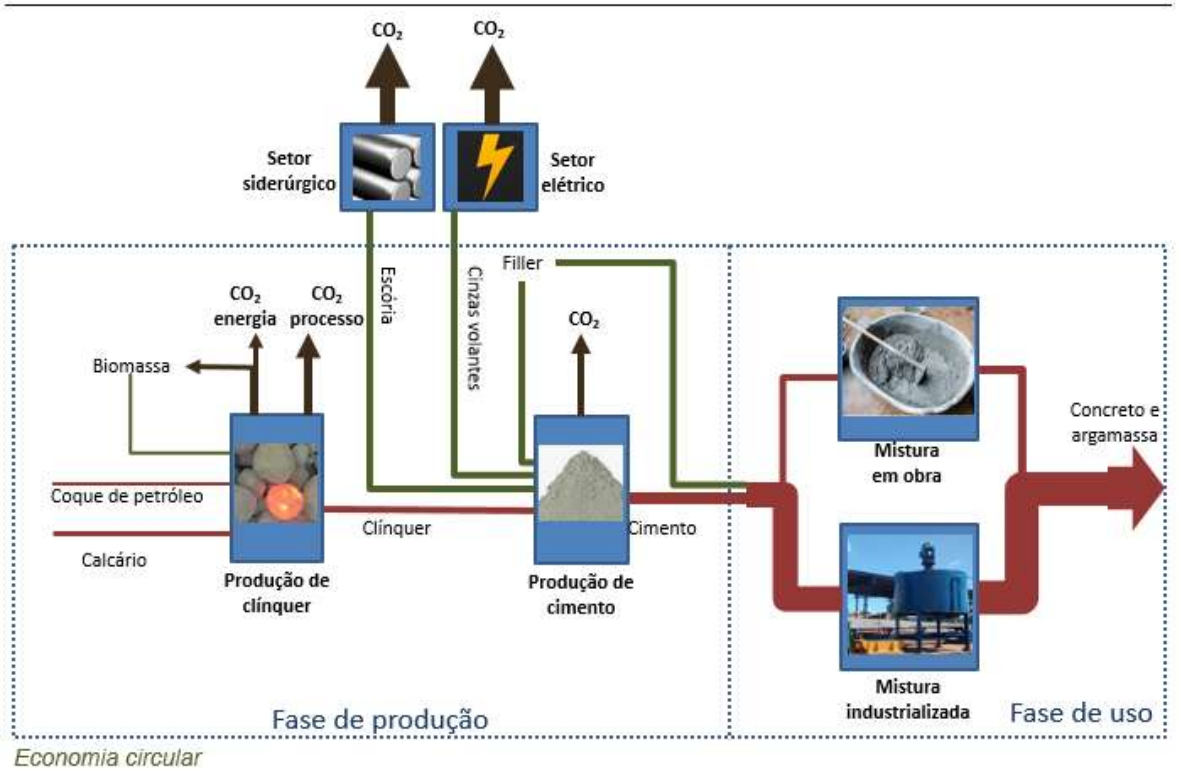 CO₂
CO₂
Setor
siderúrgico
Setor
elétrico
Escória
Cinzas volantes
Filler
CO₂
energia
CO₂
processo
CO₂
Biomassa
Coque de petróleo
Calcário
Clínquer
Cimento
Produção de
clínquer
Produção de
cimento
Mistura
em obra
Concreto e
argamassa
Mistura
industrializada
Fase de produção
Fase de uso
Economia circular